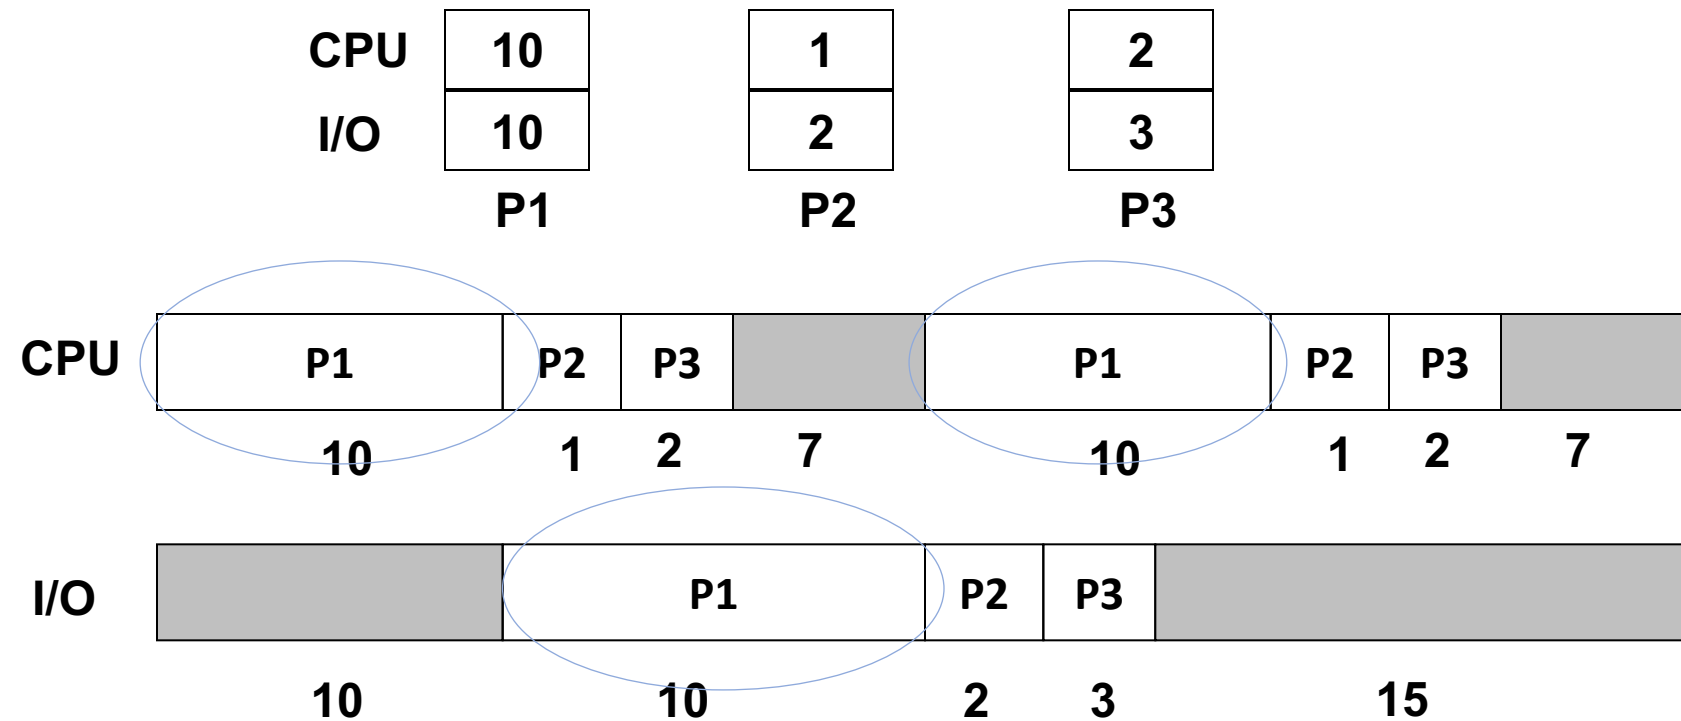 CPU 10 1 2
I/O 10 2 3
P1 P2 P3
CPU P1 P2 P3 P1 P2 P3
10 1 2 7 10 1 2 7
I/O P1 P2 P3
10 10 2 3 15